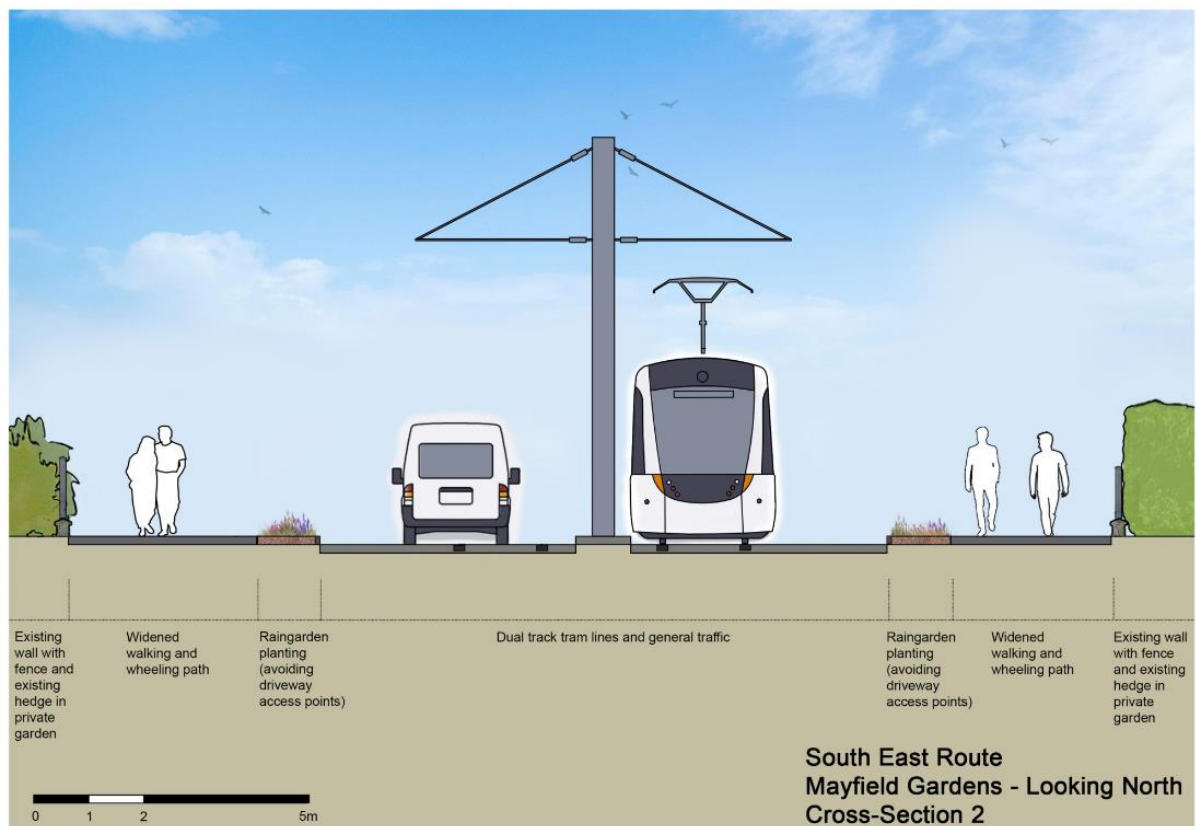 Existing
wall with
fence and
existing
hedge in
private
garden
Widened
walking and
wheeling path
Raingarden
planting
(avoiding
driveway
access points)
Dual track tram lines and general traffic
Raingarden
planting
(avoiding
driveway
access points)
Widened
walking and
wheeling path
Existing wall
with fence
and existing
hedge in
private
garden
South East Route
Mayfield Gardens - Looking North
Cross-Section 2
0 1 2 5m